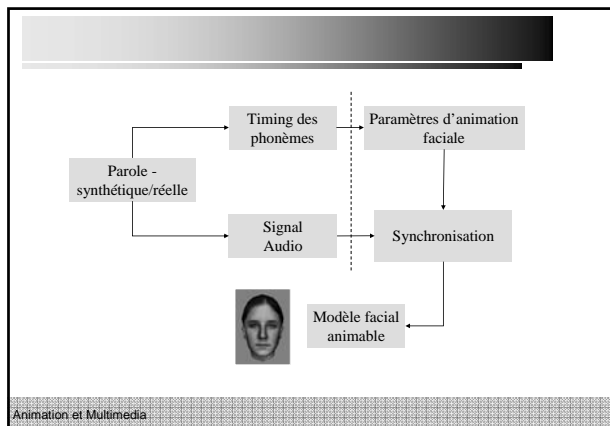 Timing des
phonèmes
Paramètres d'animation
faciale
Parole -
synthétique/réelle
Signal
Audio
Synchronisation
Modèle facial
animable
Animation et Multimedia